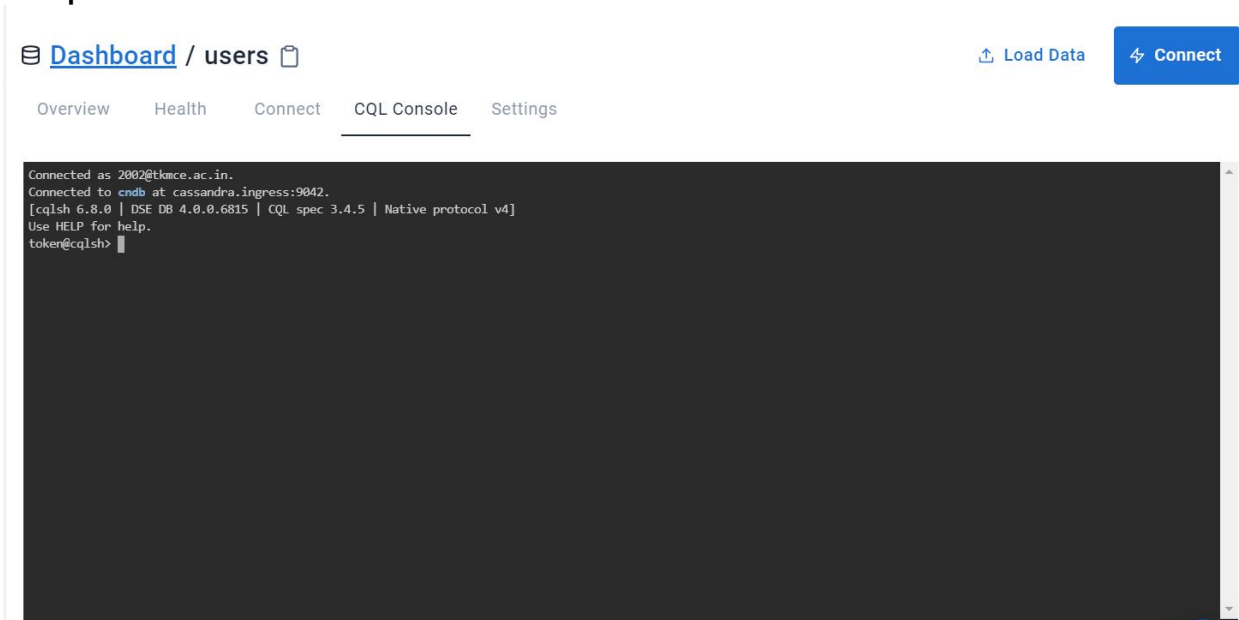 Dashboard / users
Load Data
Connect
Overview Health Connect CQL Console Settings
Connected as 2002@tkmce.ac.in.
Connected to cndb at cassandra.ingress:9042.
[cqlsh 6.8.0 | DSE DB 4.0.0.6815 | CQL spec 3.4.5 | Native protocol v4]
Use HELP for help.
token@cqlsh>